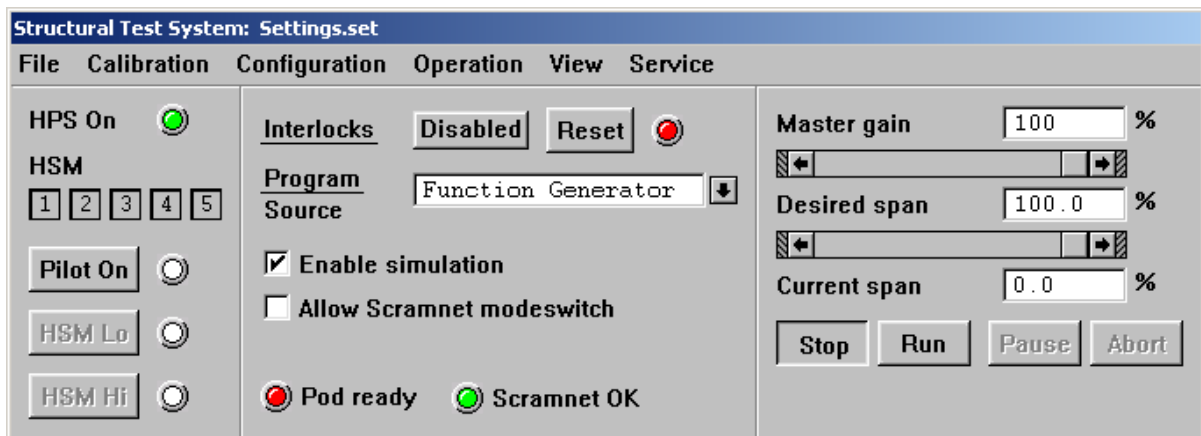 Structural Test System: Settings.set
File Calibration Configuration Operation View Service
HPS On
HSM
1 2 3 4 5
Pilot On
HSM Lo
HSM Hi
Interlocks Disabled Reset
Program
Source
Function Generator
Enable simulation
Allow Scramnet modeswitch
Pod ready Scramnet OK
Master gain 100 %
Desired span 100.0 %
Current span 0.0 %
Stop Run Pause Abort